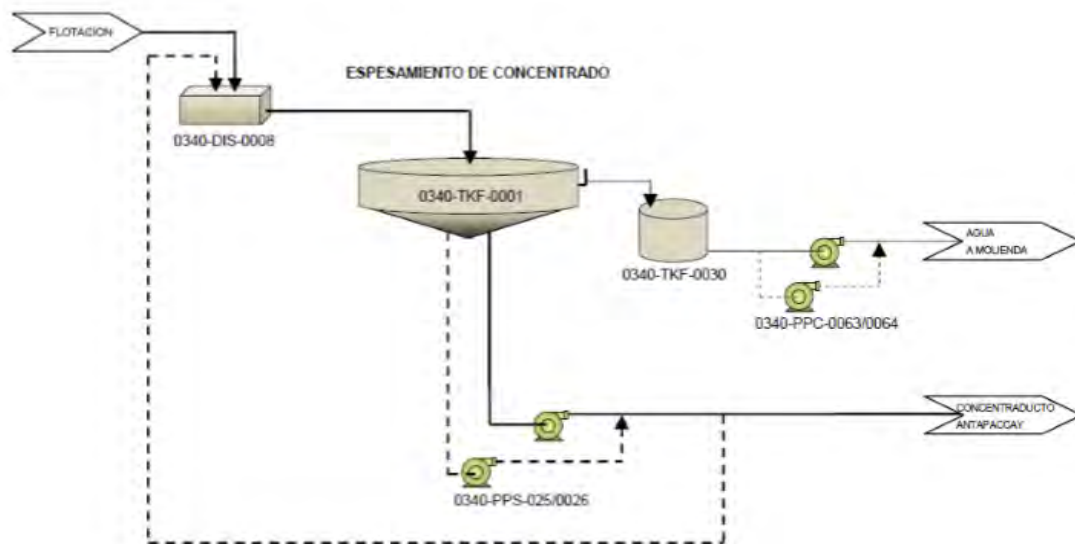 FLOTACION
ESPESAMIENTO DE CONCENTRADO
0340-DIS-0008
0340-TKF-0001
0340-TKF-0030
AGUA
A MOLIENDA
0340-PPC-0063/0064
CONCENTRADUCTO
ANTAPACCAY
0340-PPS-025/0026